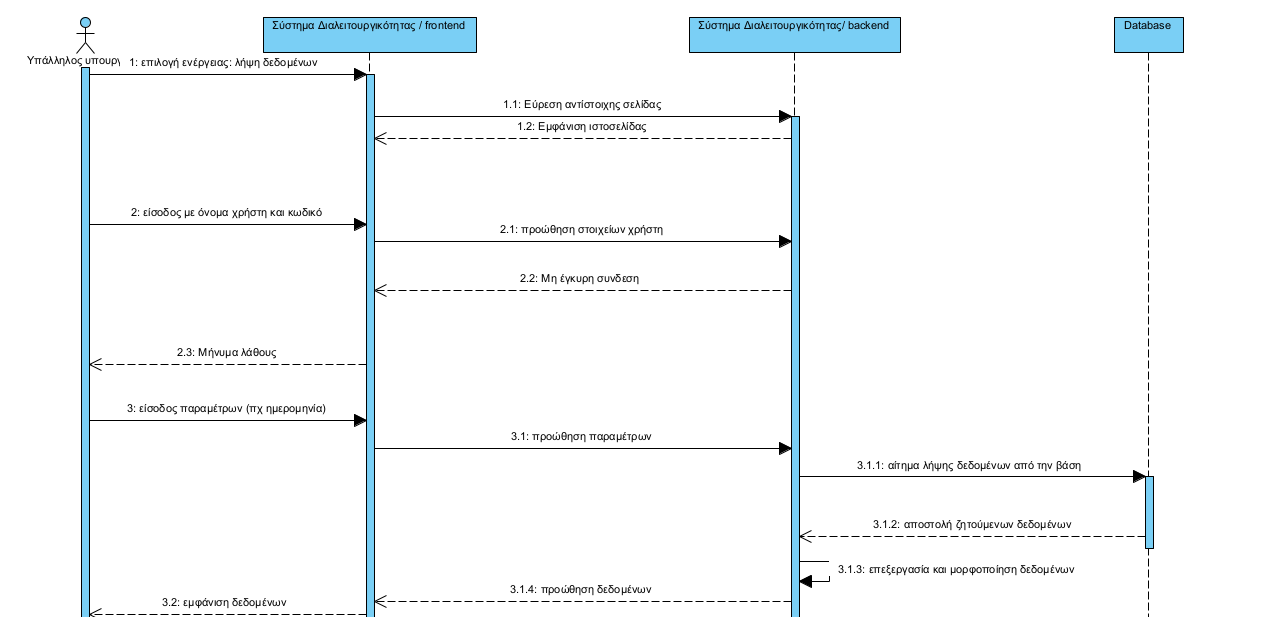 Σύστημα Διαλειτουργικότητας / frontend
Σύστημα Διαλειτουργικότητας/ backend
Database
Υπάλληλος υπουργ
1: επιλογή ενέργειας: λήψη δεδομένων
1.1: Εύρεση αντίστοιχης σελίδας
1.2: Εμφάνιση ιστοσελίδας
2: είσοδος με όνομα χρήστη και κωδικό
2.1: προώθηση στοιχείων χρήστη
2.2: Μη έγκυρη συνδεση
2.3: Μήνυμα λάθους
3: είσοδος παραμέτρων (πχ ημερομηνία)
3.1: προώθηση παραμέτρων
3.1.1: αίτημα λήψης δεδομένων από την βάση
3.1.2: αποστολή ζητούμενων δεδομένων
3.1.3: επεξεργασία και μορφοποίηση δεδομένων
3.1.4: προώθηση δεδομένων
3.2: εμφάνιση δεδομένων